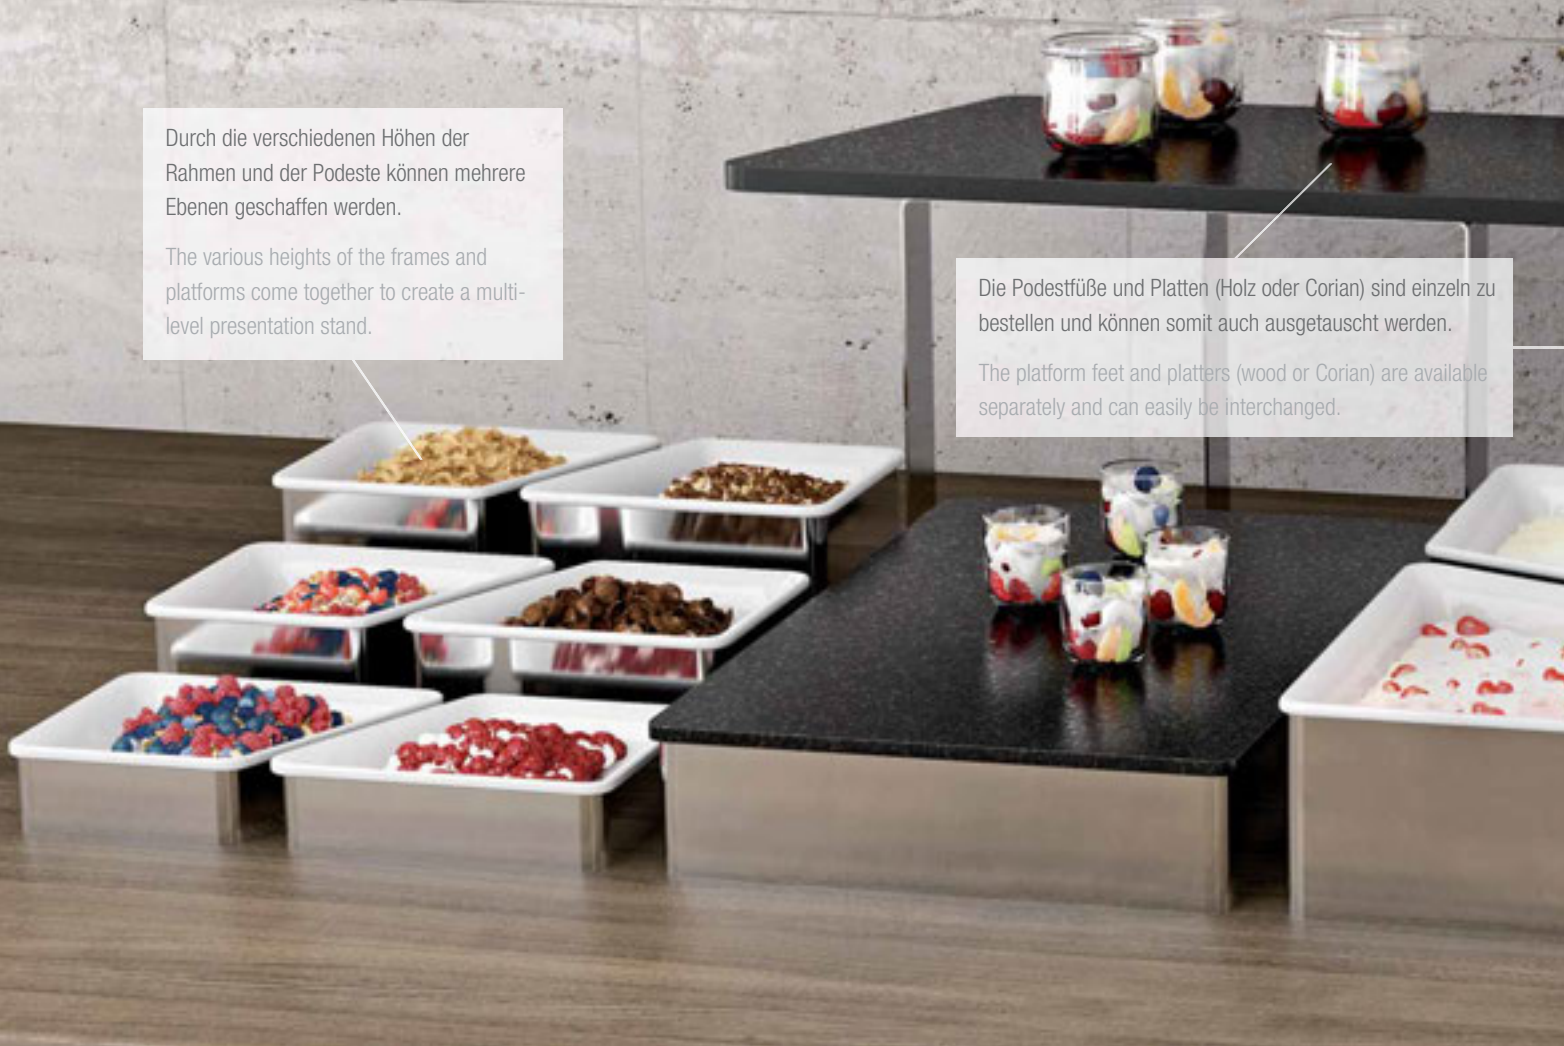 Durch die verschiedenen Höhen der
Rahmen und der Podeste können mehrere
Ebenen geschaffen werden.
The various heights of the frames and
platforms come together to create a multi-
level presentation stand.
Die Podestfüße und Platten (Holz oder Corian) sind einzeln zu
bestellen und können somit auch ausgetauscht werden.
The platform feet and platters (wood or Corian) are available
separately and can easily be interchanged.